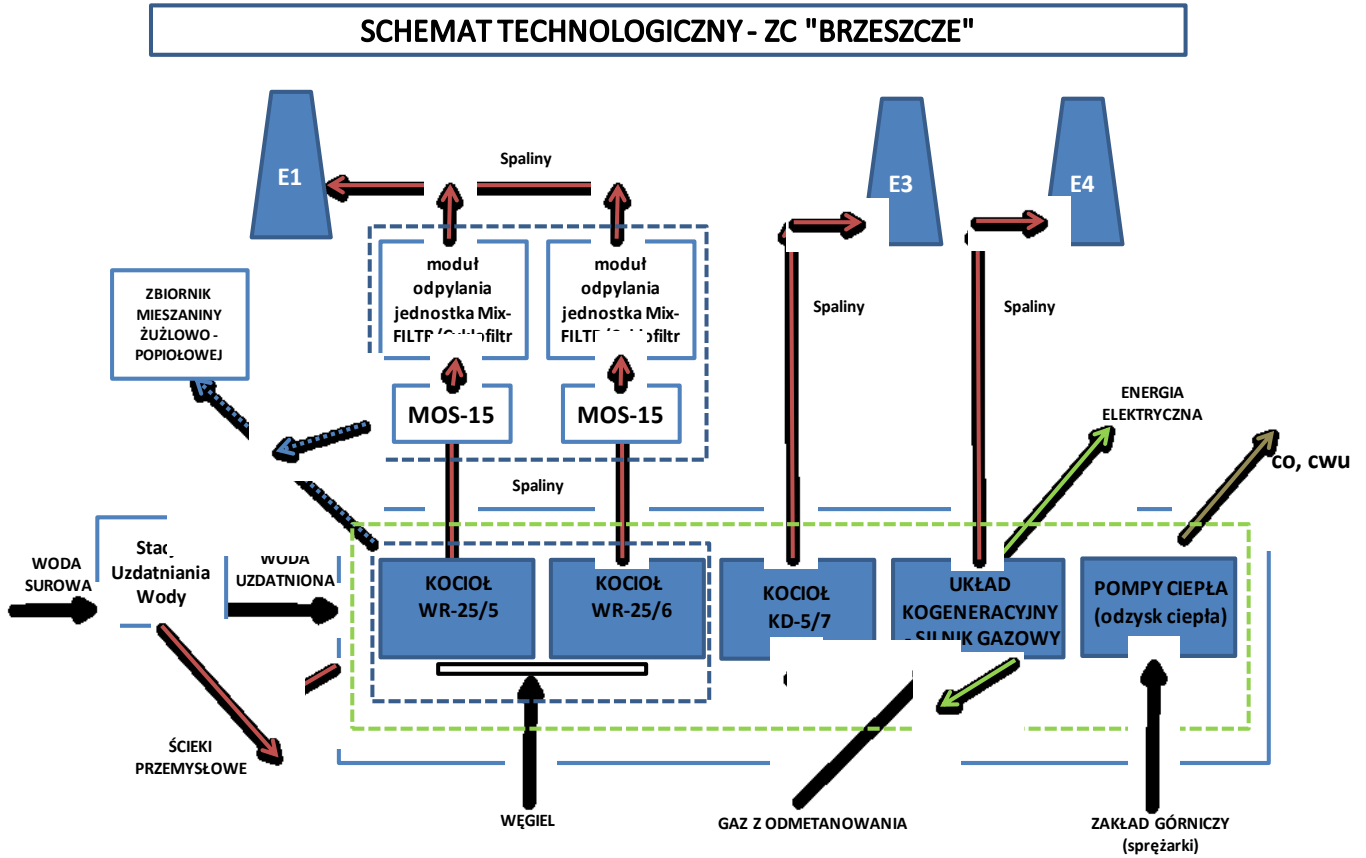 SCHEMAT TECHNOLOGICZNY - ZC "BRZESZCZE"
E1
Spaliny
E3
E4
ZBIORNIK
MIESZANINY
ŻUŻLOWO -
POPIOŁOWEJ
moduł
odpylania
jednostka Mix-
moduł
odpylania
jednostka Mix-
Spaliny
Spaliny
MOS-15
MOS-15
ENERGIA
ELEKTRYCZNA
co, cwu
Spaliny
WODA
SUROWA
Uzdatniania
Wody
WODA
UZDATNIONA
KOCIOŁ
WR-25/5
KOCIOŁ
WR-25/6
KOCIOŁ
KD-5/7
UKŁAD
KOGENERACYJNY
- SILNIK GAZOWY
POMPY CIEPŁA
(odzysk ciepła)
ŚCIEKI
PRZEMYSŁOWE
WĘGIEL
GAZ Z ODMETANOWANIA
ZAKŁAD GÓRNICZY
(sprężarki)